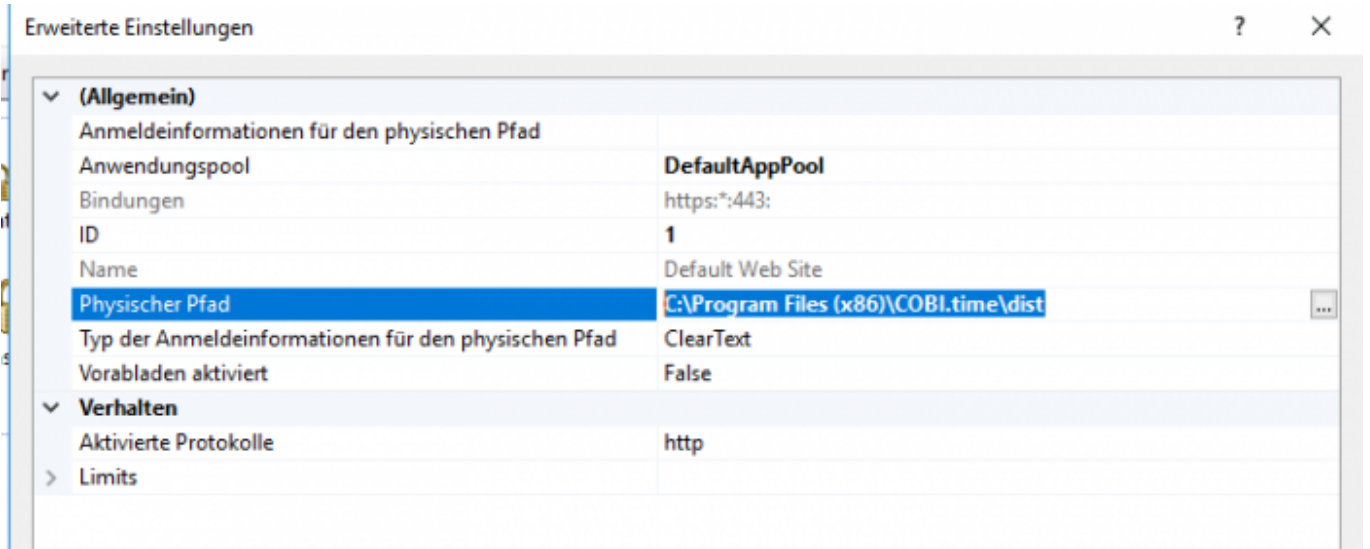 Erweiterte Einstellungen ?
(Allgemein)
Anmeldeinformationen für den physischen Pfad
Anwendungspool DefaultAppPool
Bindungen https:*:443:
ID 1
Name Default Web Site
Physischer Pfad C:\Program Files (x86)\COBI.time\dist ...
Typ der Anmeldeinformationen für den physischen Pfad ClearText
Vorabladen aktiviert False
Verhalten
Aktivierte Protokolle http
Limits